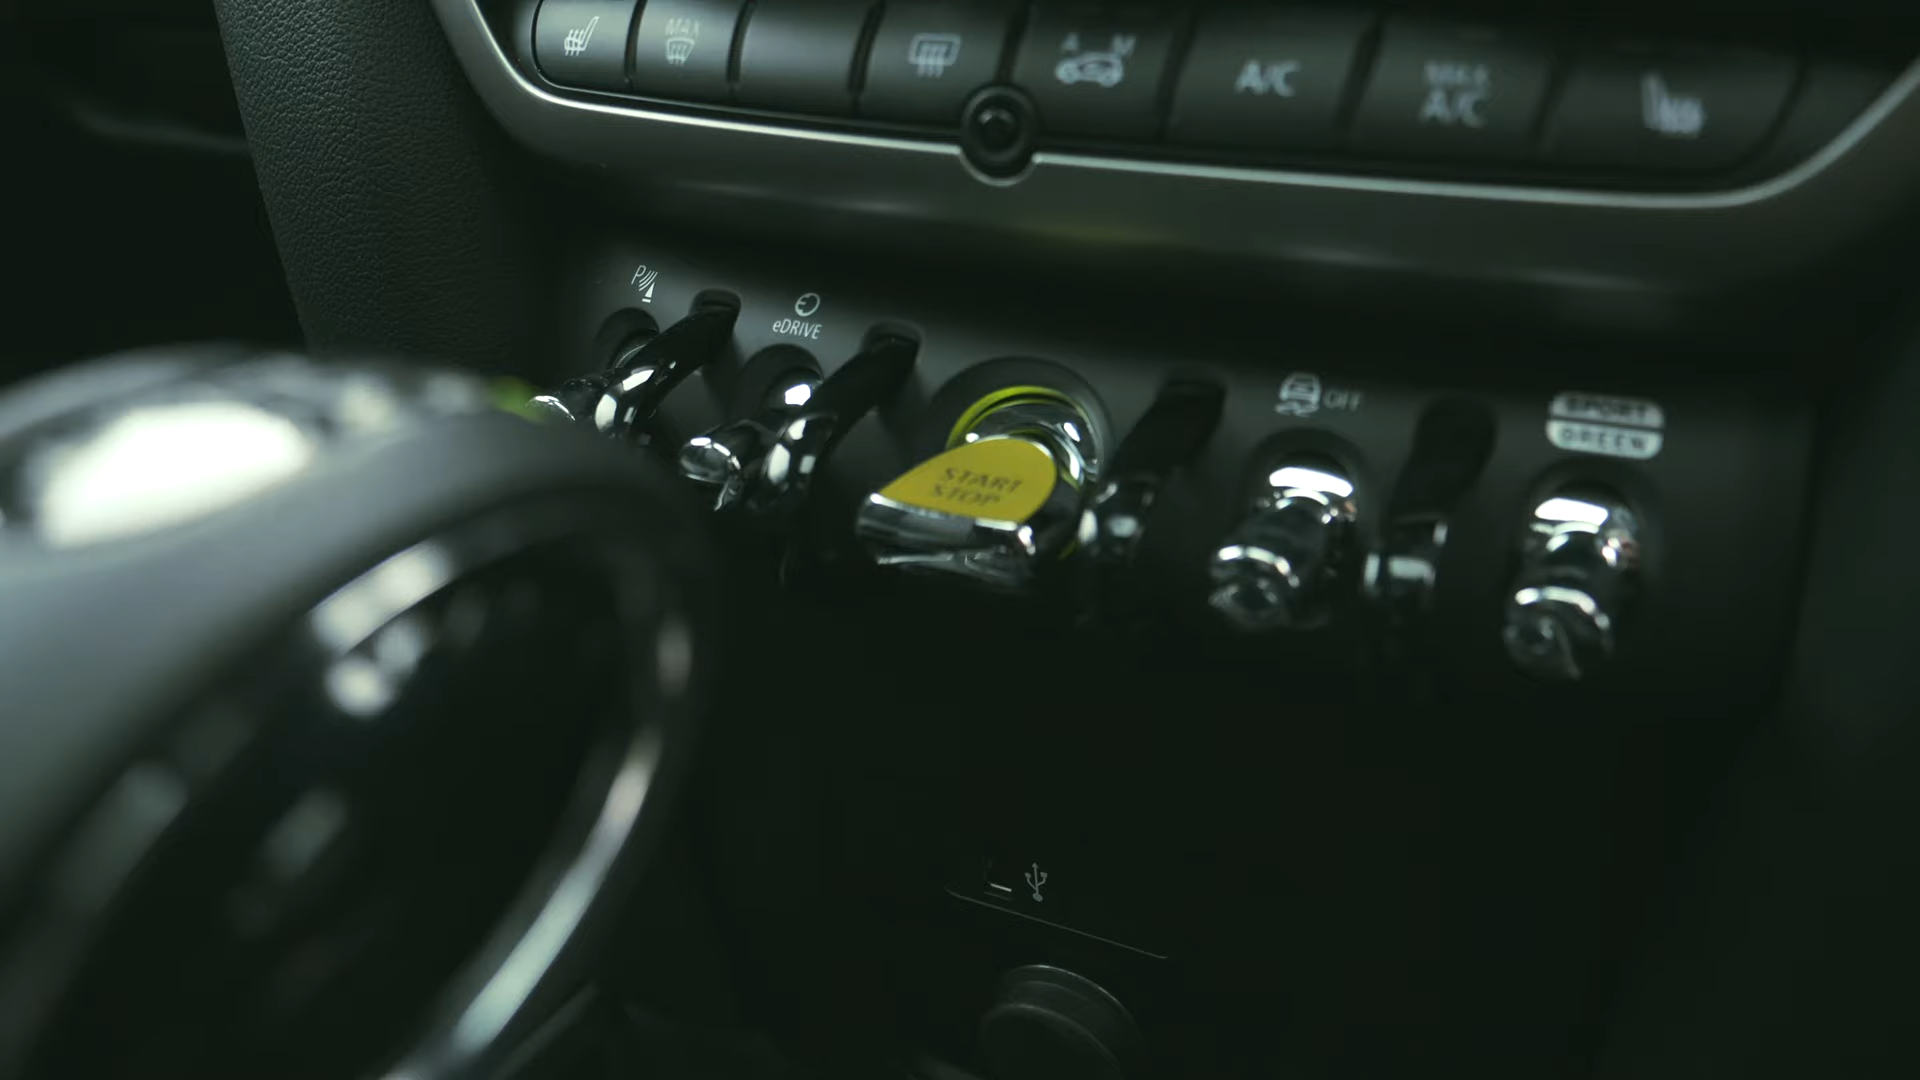 MAX
A M
A/C
MAX
A/C
P
eDRIVE
START
STOP
OFF
SPORT
GREEN